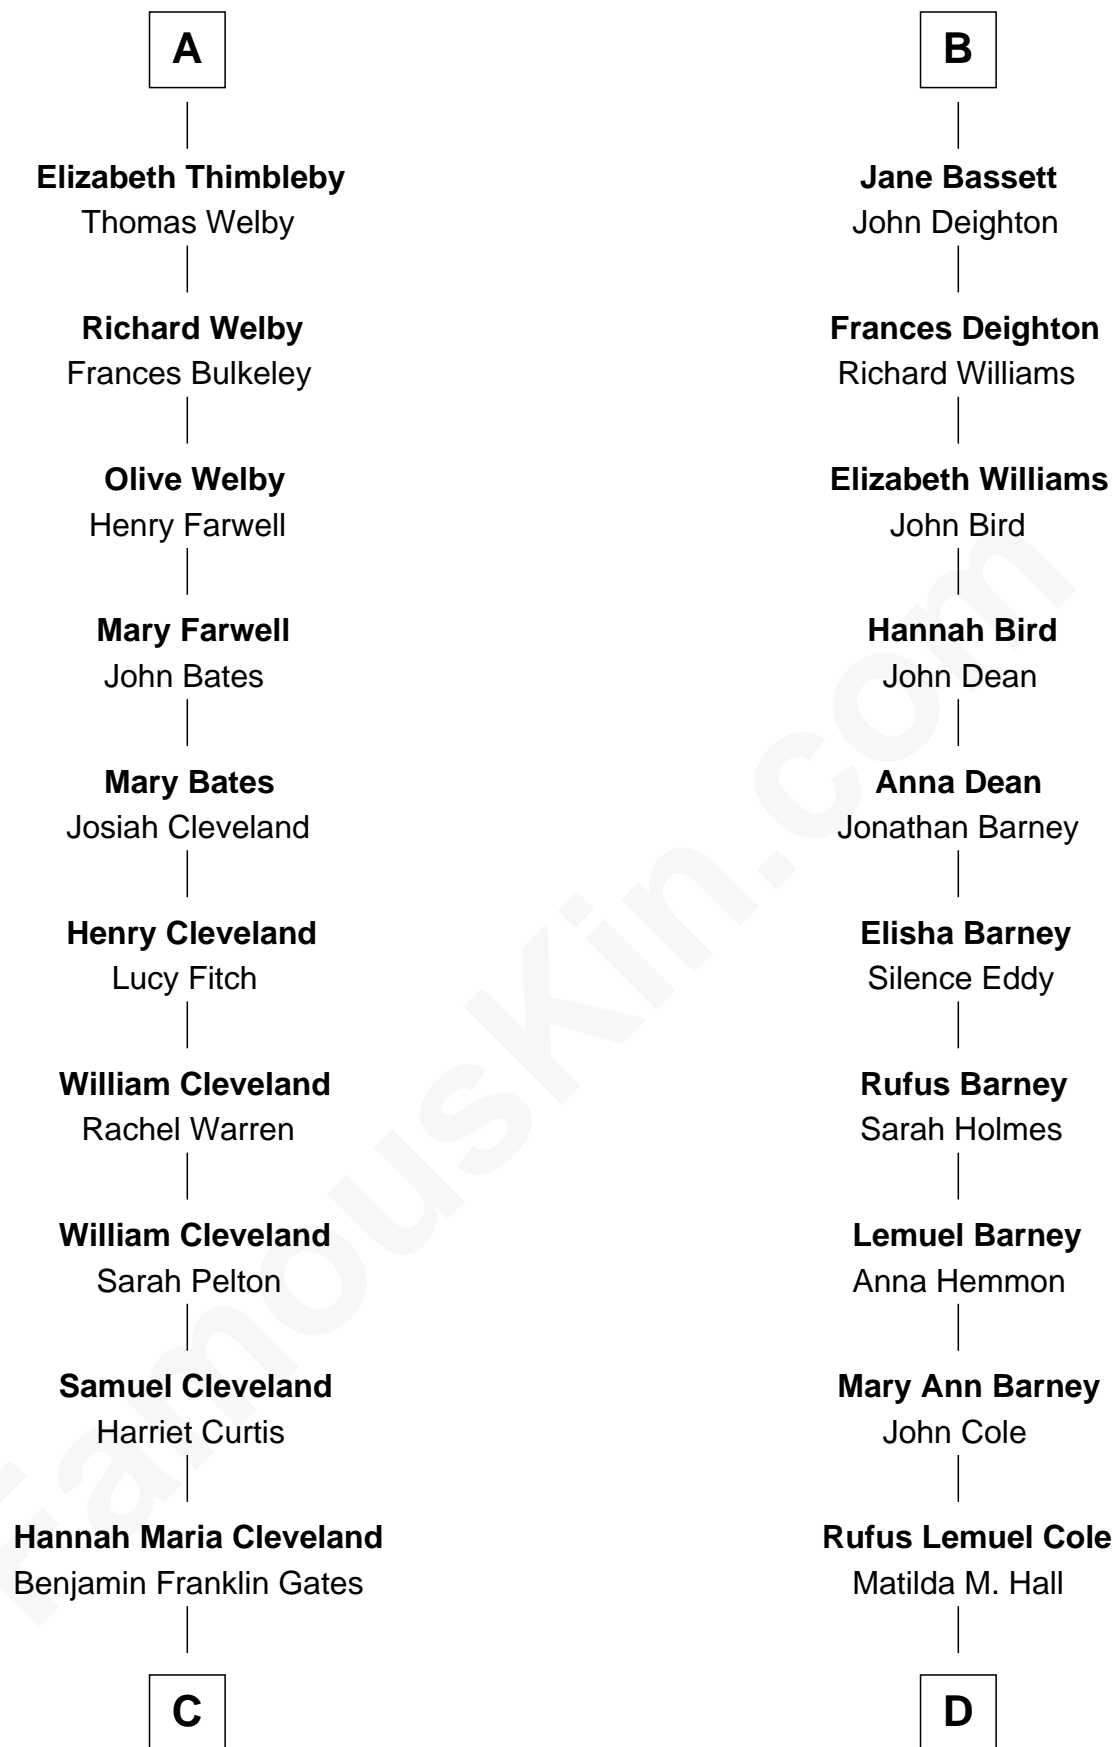 A
Elizabeth Thimbleby
Thomas Welby
Richard Welby
Frances Bulkeley
Olive Welby
Henry Farwell
Mary Farwell
John Bates
Mary Bates
Josiah Cleveland
Henry Cleveland
Lucy Fitch
William Cleveland
Rachel Warren
William Cleveland
Sarah Pelton
Samuel Cleveland
Harriet Curtis
Hannah Maria Cleveland
Benjamin Franklin Gates
C
B
Jane Bassett
John Deighton
Frances Deighton
Richard Williams
Elizabeth Williams
John Bird
Hannah Bird
John Dean
Anna Dean
Jonathan Barney
Elisha Barney
Silence Eddy
Rufus Barney
Sarah Holmes
Lemuel Barney
Anna Hemmon
Mary Ann Barney
John Cole
Rufus Lemuel Cole
Matilda M. Hall
D
FamousKin.com